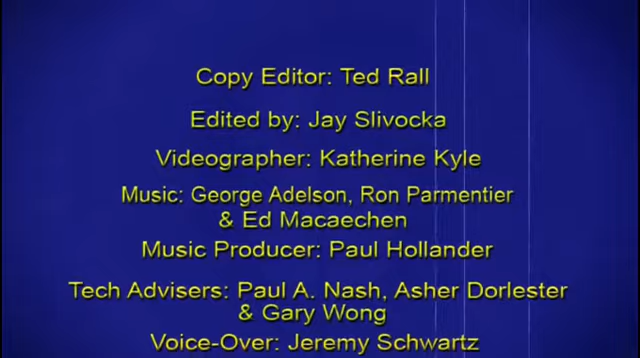 Copy Editor: Ted Rall
Edited by: Jay Slivocka
Videographer: Katherine Kyle
Music: George Adelson, Ron Parmentier
& Ed Macaechen
Music Producer: Paul Hollander
Tech Advisers: Paul A. Nash, Asher Dorlester
& Gary Wong
Voice-Over: Jeremy Schwartz